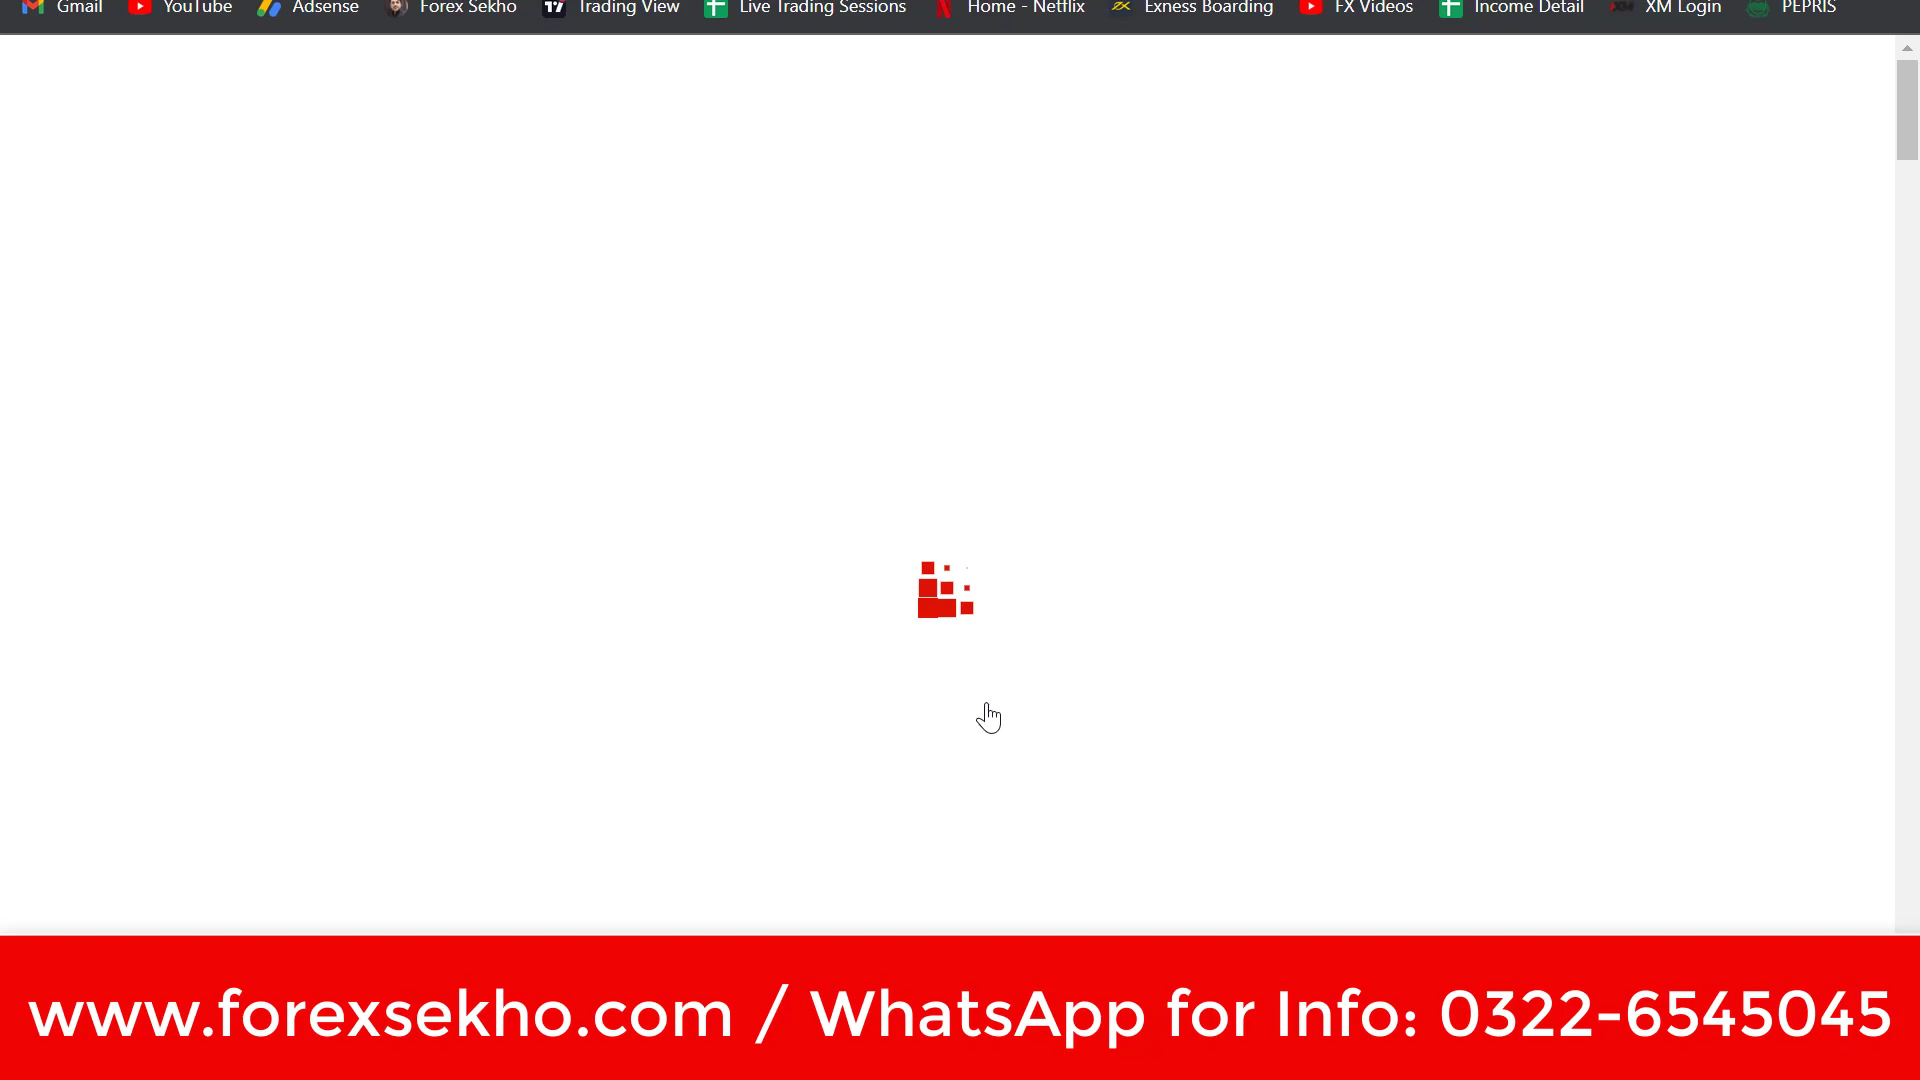 Gmail YouTube Adsense Forex Sekho Trading View Live Trading Sessions Home - Netflix Exness Boarding FX Videos Income Detail XM Login PEPRIS
www.forexsekho.com / WhatsApp for Info: 0322-6545045